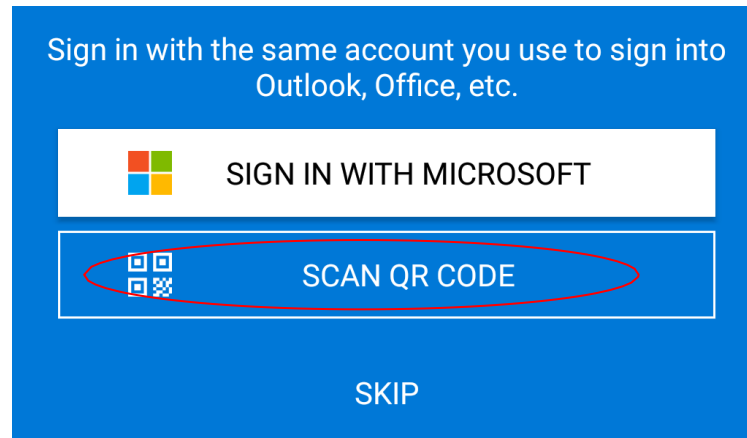 Sign in with the same account you use to sign into
Outlook, Office, etc.
SIGN IN WITH MICROSOFT
SCAN QR CODE
SKIP